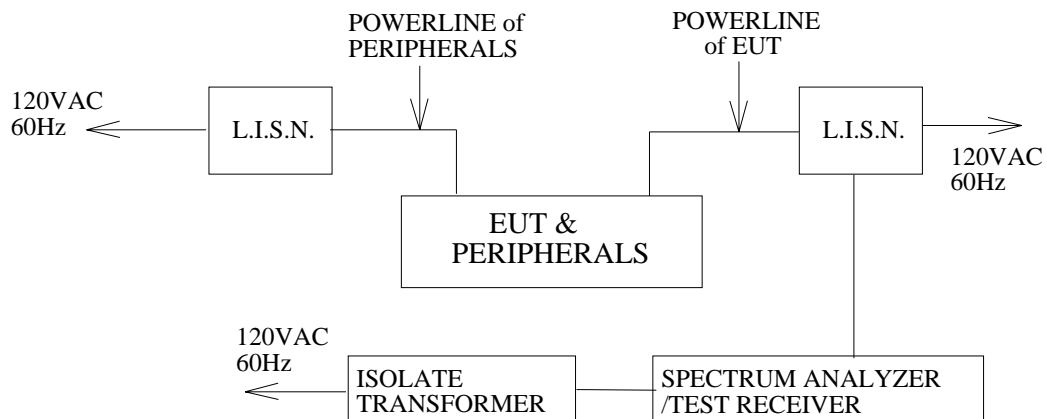 POWERLINE of
PERIPHERALS
POWERLINE
of EUT
120VAC
60Hz
L.I.S.N.
L.I.S.N.
120VAC
60Hz
EUT &
PERIPHERALS
120VAC
60Hz
ISOLATE
TRANSFORMER
SPECTRUM ANALYZER
/TEST RECEIVER